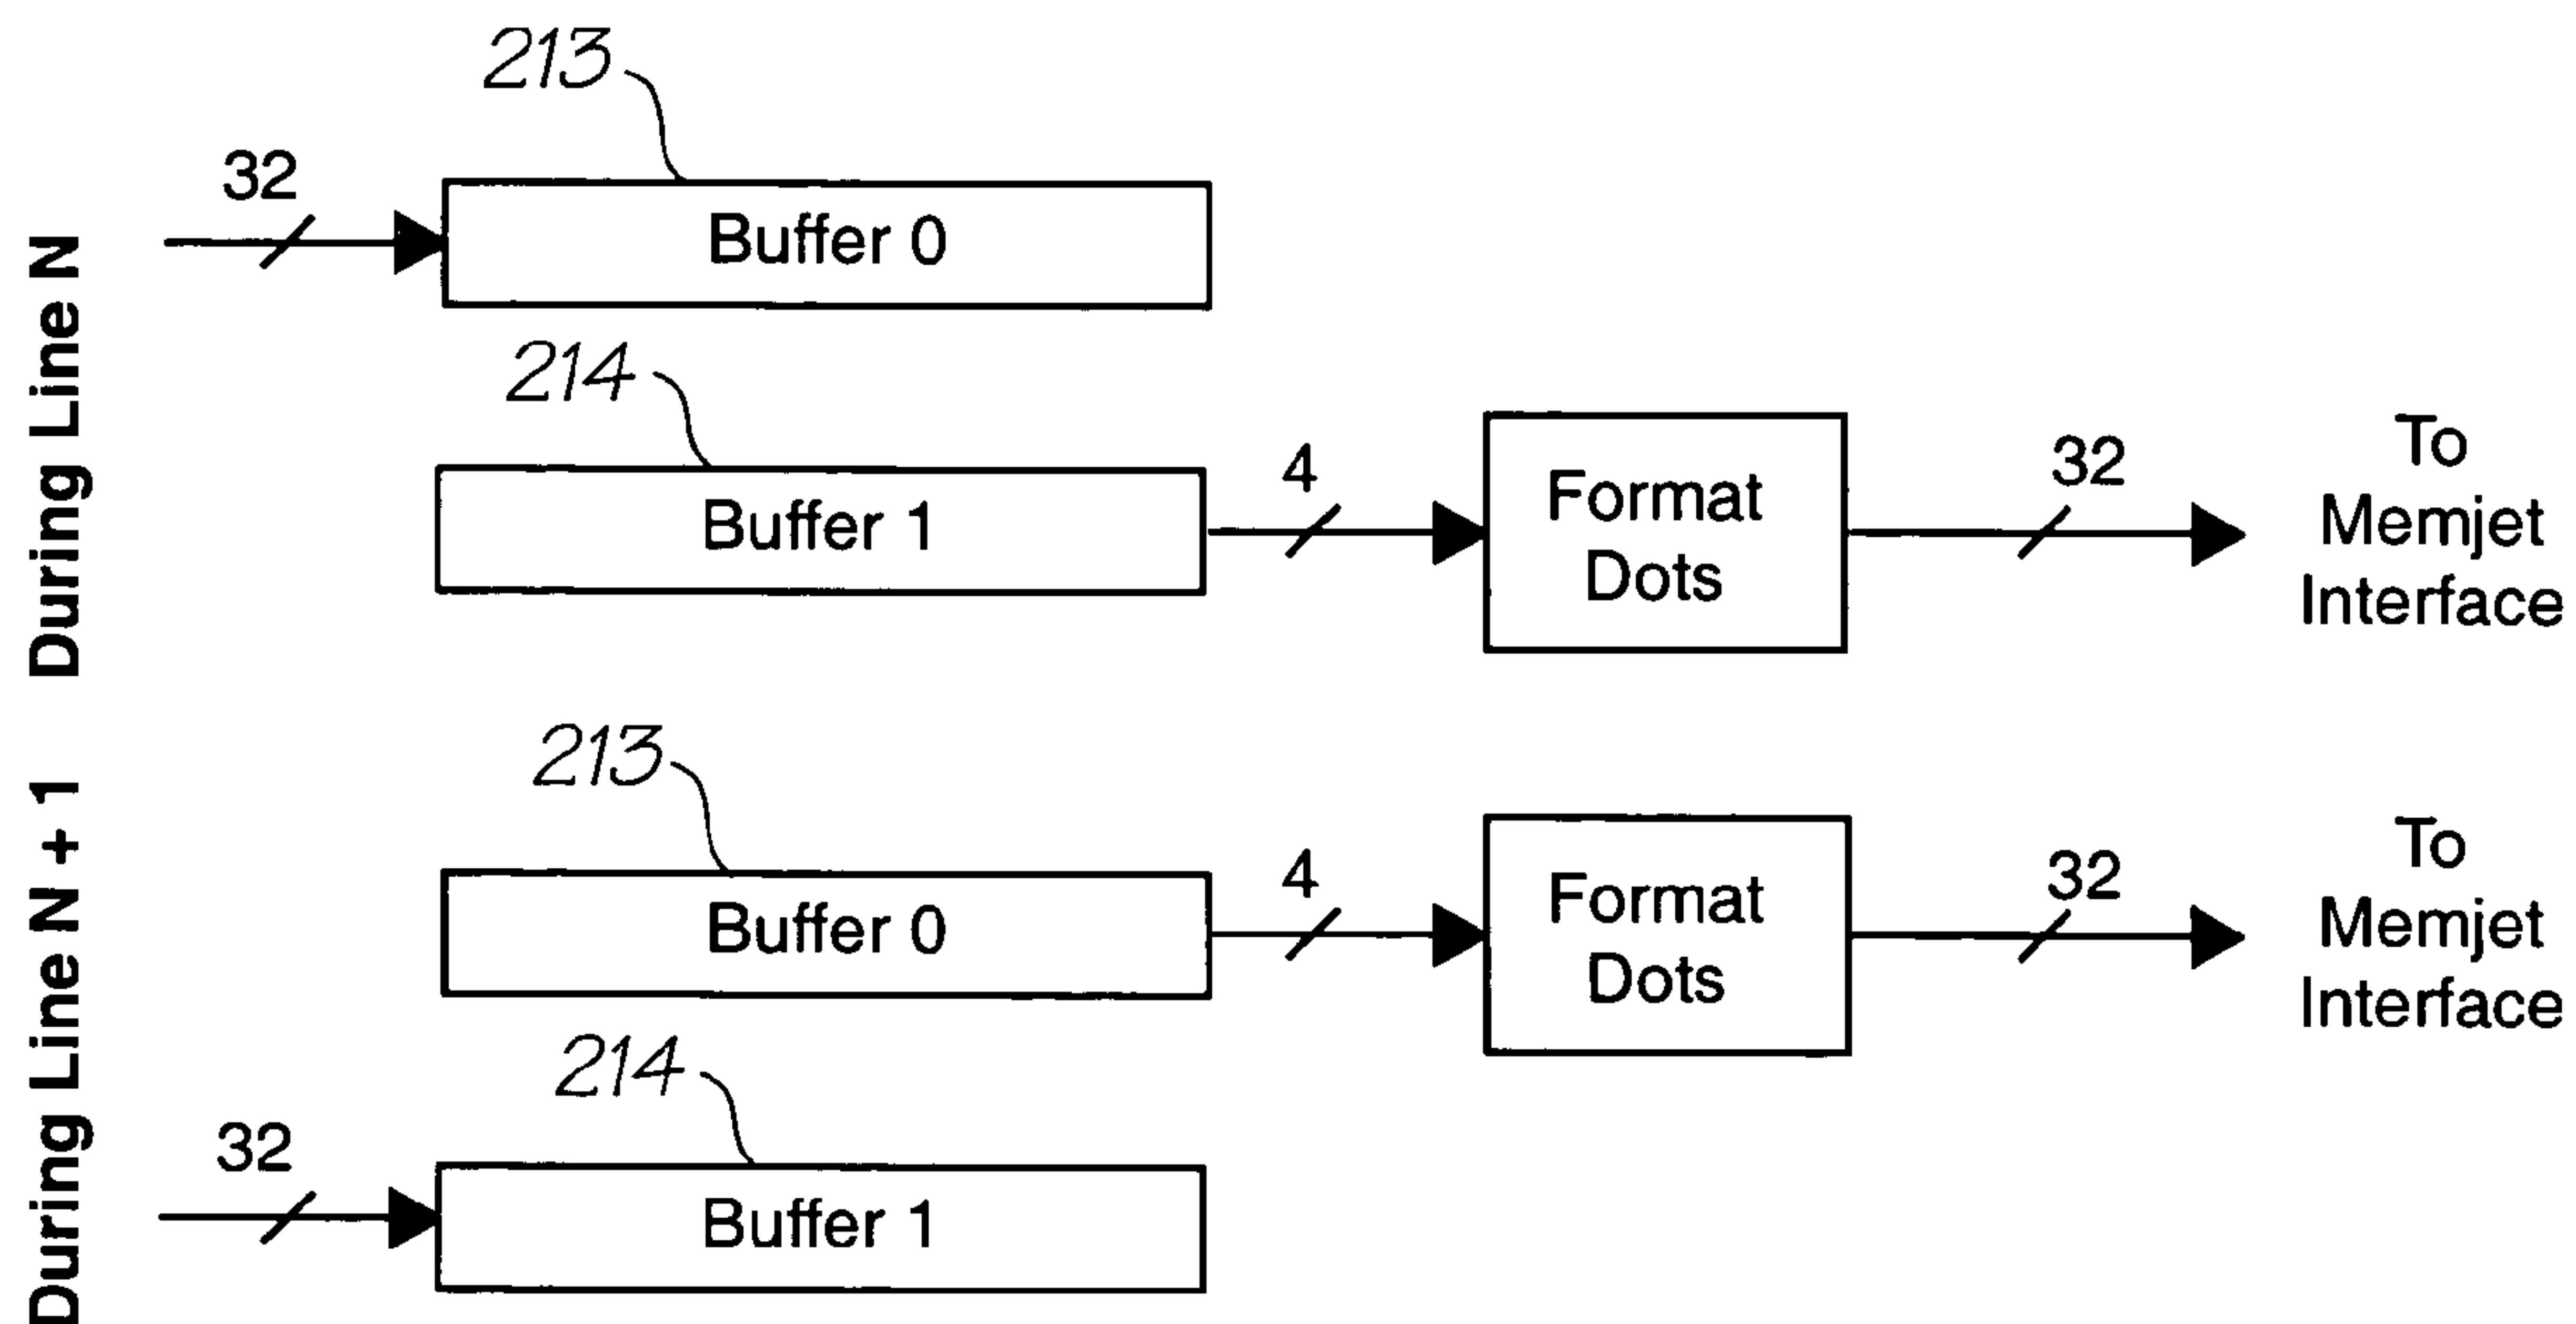 During Line N
213
32
Buffer 0
214
Buffer 1
4
Format
Dots
32
To
Memjet
Interface
During Line N + 1
213
Buffer 0
4
Format
Dots
32
To
Memjet
Interface
214
32
Buffer 1